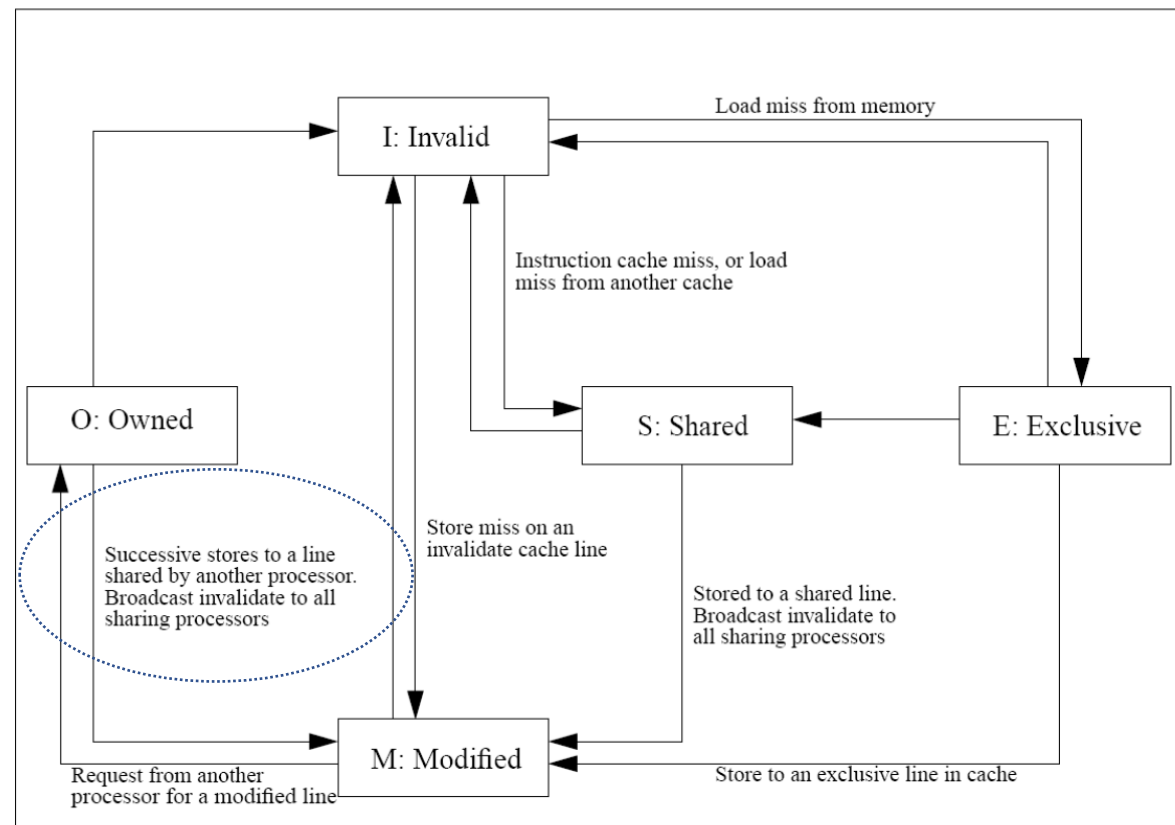 Load miss from memory
I: Invalid
Instruction cache miss, or load
miss from another cache
O: Owned
S: Shared
E: Exclusive
Successive stores to a line
shared by another processor.
Broadcast invalidate to all
sharing processors
Store miss on an
invalidate cache line
Stored to a shared line.
Broadcast invalidate to
all sharing processors
M: Modified
Request from another
processor for a modified line
Store to an exclusive line in cache